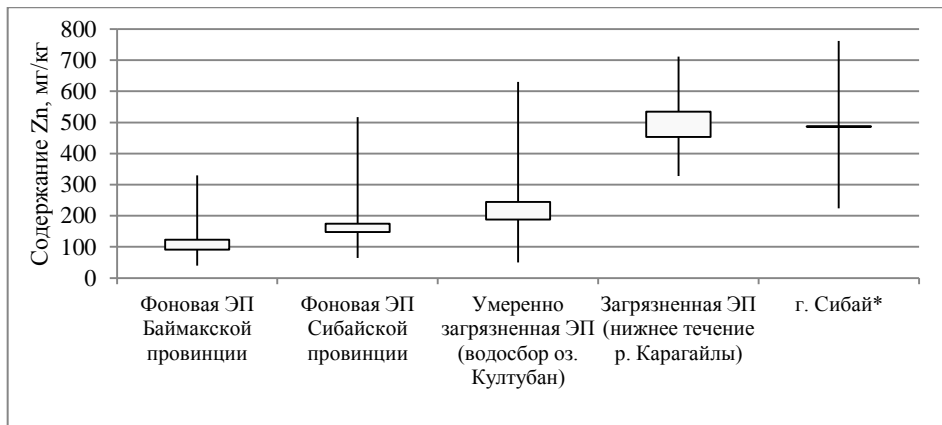 Содержание Zn, мг/кг
800
700
600
500
400
300
200
100
0
Фоновая ЭП
Баймакской
провинции
Фоновая ЭП
Сибайской
провинции
Умеренно
загрязненная ЭП
(водосбор оз.
Култубан)
Загрязненная ЭП
(нижнее течение
р. Карагайлы)
г. Сибай*